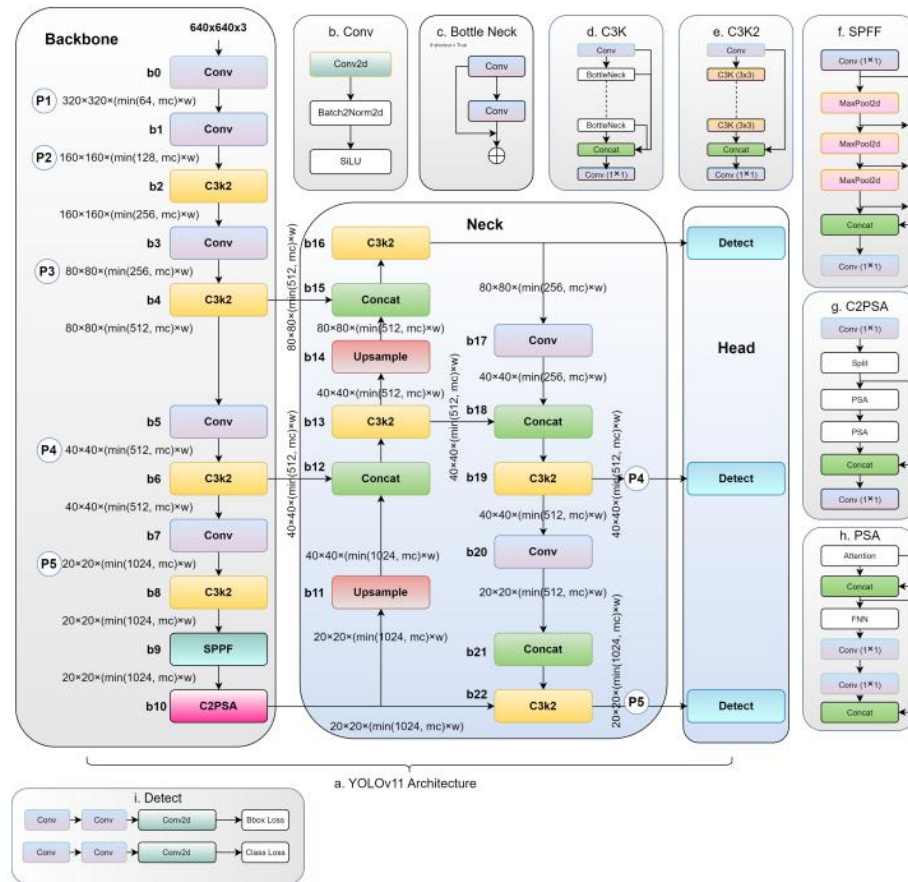 Backbone
640x640x3
b0
Conv
P1
320×320×(min(64, mc)×w)
b1
Conv
P2
160×160×(min(128, mc)×w)
b2
C3k2
160×160×(min(256, mc)×w)
b3
Conv
P3
80×80×(min(256, mc)×w)
b4
C3k2
80×80×(min(512, mc)×w)
b5
Conv
P4
40×40×(min(512, mc)×w)
b6
C3k2
40×40×(min(512, mc)×w)
b7
Conv
P5
20×20×(min(1024, mc)×w)
b8
C3k2
20×20×(min(1024, mc)×w)
b9
SPPF
20×20×(min(1024, mc)×w)
b10
C2PSA
b. Conv
Conv2d
Batch2Norm2d
SiLU
c. Bottle Neck
Conv
Conv
d. C3K
Conv
BottleNeck
BottleNeck
Concat
Conv (1×1)
e. C3K2
Conv
C3K (3x3)
C3K (3x3)
Concat
Conv (1×1)
f. SPFF
Conv (1×1)
MaxPool2d
MaxPool2d
MaxPool2d
Concat
Conv (1×1)
Neck
b16
C3k2
80×80×(min(512, mc)×w)
b15
Concat
80×80×(min(512, mc)×w)
b14
Upsample
40×40×(min(512, mc)×w)
b13
C3k2
b12
Concat
40×40×(min(512, mc)×w)
40×40×(min(1024, mc)×w)
b11
Upsample
20×20×(min(1024, mc)×w)
20×20×(min(1024, mc)×w)
80×80×(min(256, mc)×w)
b17
Conv
40×40×(min(256, mc)×w)
40×40×(min(512, mc)×w)
b18
Concat
b19
C3k2
P4
40×40×(min(512, mc)×w)
40×40×(min(512, mc)×w)
b20
Conv
20×20×(min(512, mc)×w)
b21
Concat
b22
C3k2
P5
20×20×(min(1024, mc)×w)
Head
Detect
Detect
Detect
g. C2PSA
Conv (1×1)
Split
PSA
PSA
Concat
Conv (1×1)
h. PSA
Attention
Concat
FNN
Conv (1×1)
Conv (1×1)
Concat
a. YOLOv11 Architecture
i. Detect
Conv
Conv
Conv2d
Bbox Loss
Conv
Conv
Conv2d
Class Loss